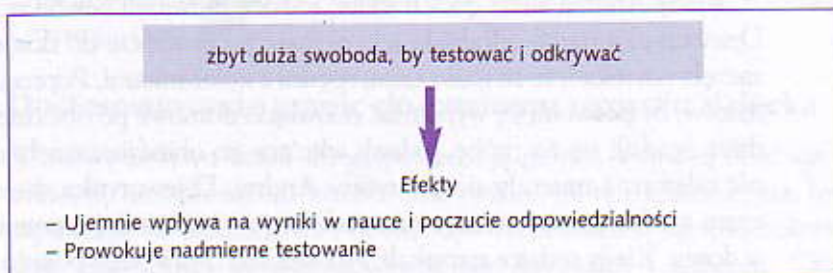 zbyt duża swoboda, by testować i odkrywać
Efekty
– Ujemnie wpływa na wyniki w nauce i poczucie odpowiedzialności
– Prowokuje nadmierne testowanie